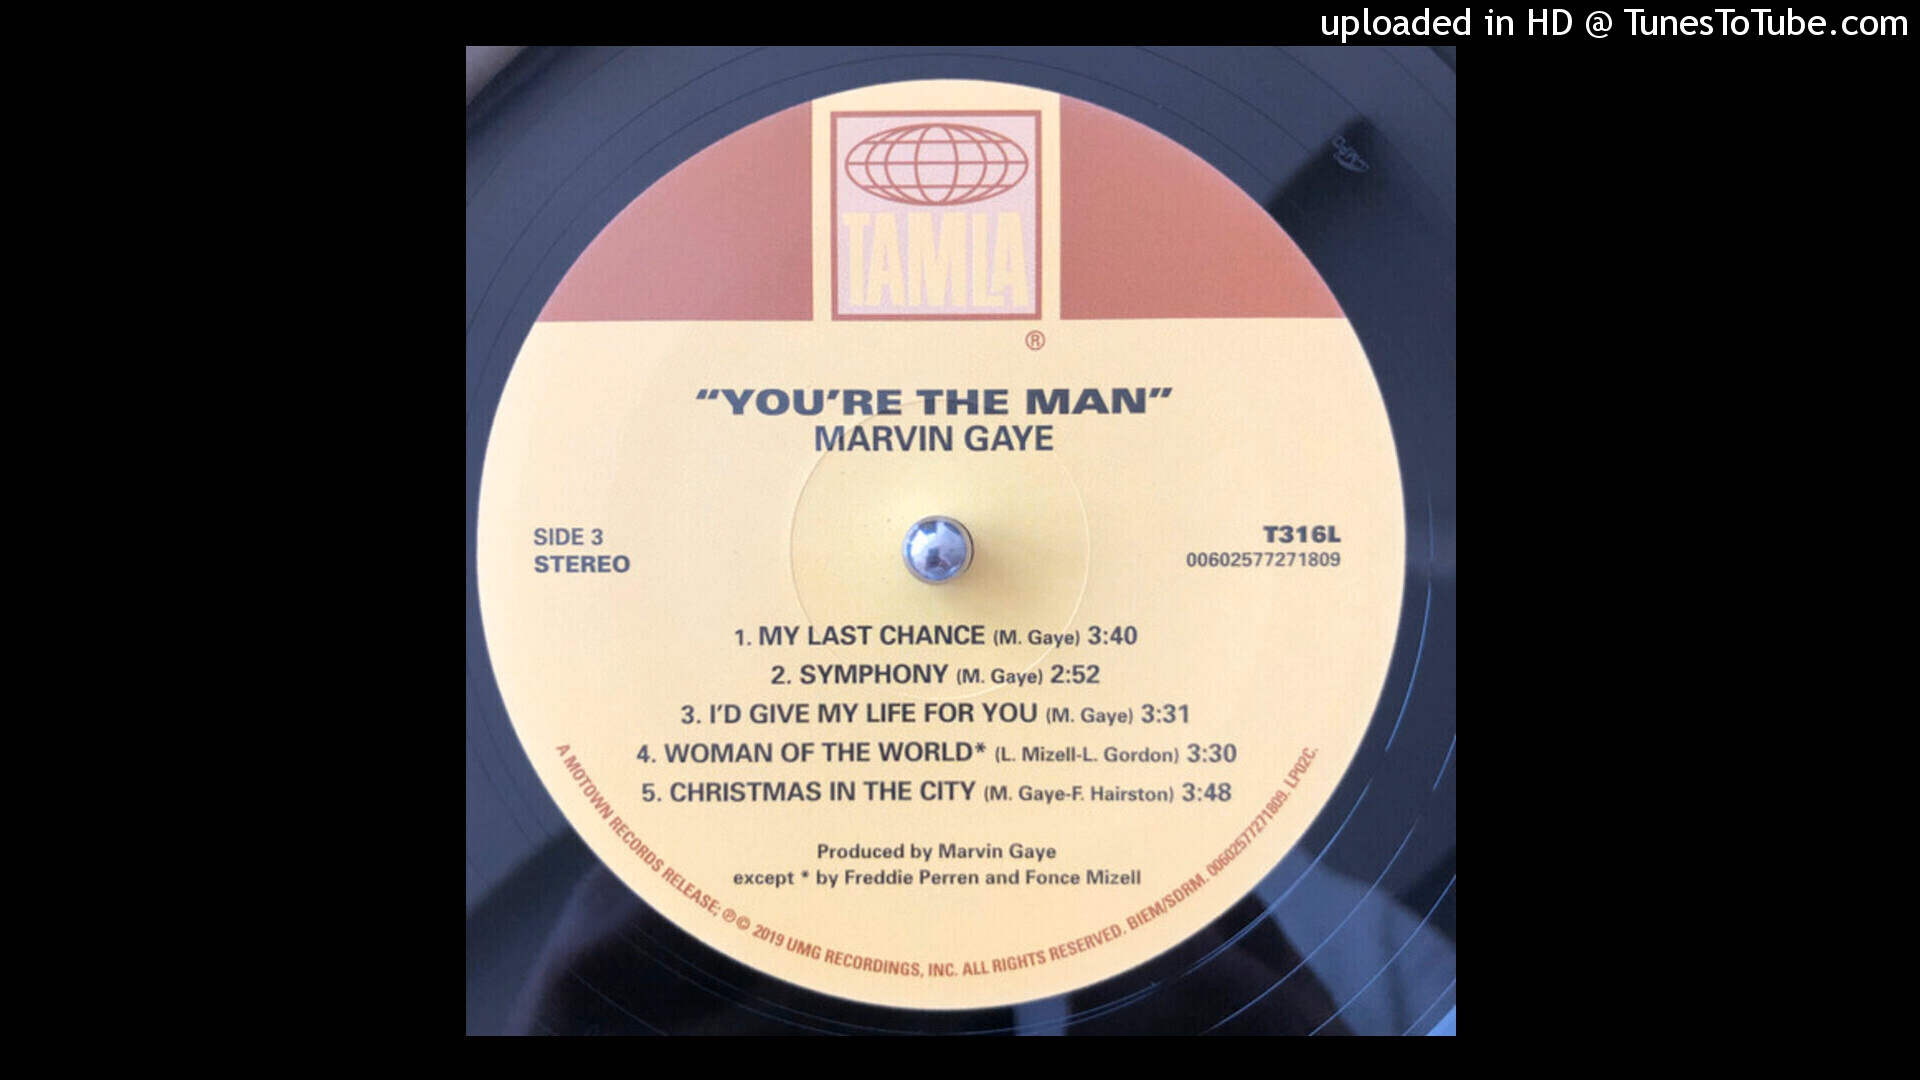 uploaded in HD @ TunesToTube.com
TAMLA
®
“YOU’RE THE MAN”
MARVIN GAYE
SIDE 3
STEREO
T316L
00602577271809
1. MY LAST CHANCE (M. Gaye) 3:40
2. SYMPHONY (M. Gaye) 2:52
3. I’D GIVE MY LIFE FOR YOU (M. Gaye) 3:31
4. WOMAN OF THE WORLD* (L. Mizell-L. Gordon) 3:30
5. CHRISTMAS IN THE CITY (M. Gaye-F. Hairston) 3:48
Produced by Marvin Gaye
except * by Freddie Perren and Fonce Mizell
A MOTOWN RECORDS RELEASE; ℗© 2019 UMG RECORDINGS, INC. ALL RIGHTS RESERVED. BIEM/SDRM. 00602577271809. LP02C.